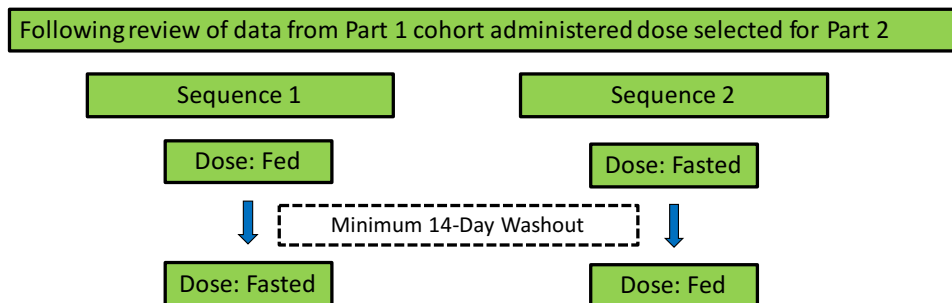 Following review of data from Part 1 cohort administered dose selected for Part 2
Sequence 1
Sequence 2
Dose: Fed
Dose: Fasted
Minimum 14-Day Washout
Dose: Fasted
Dose: Fed